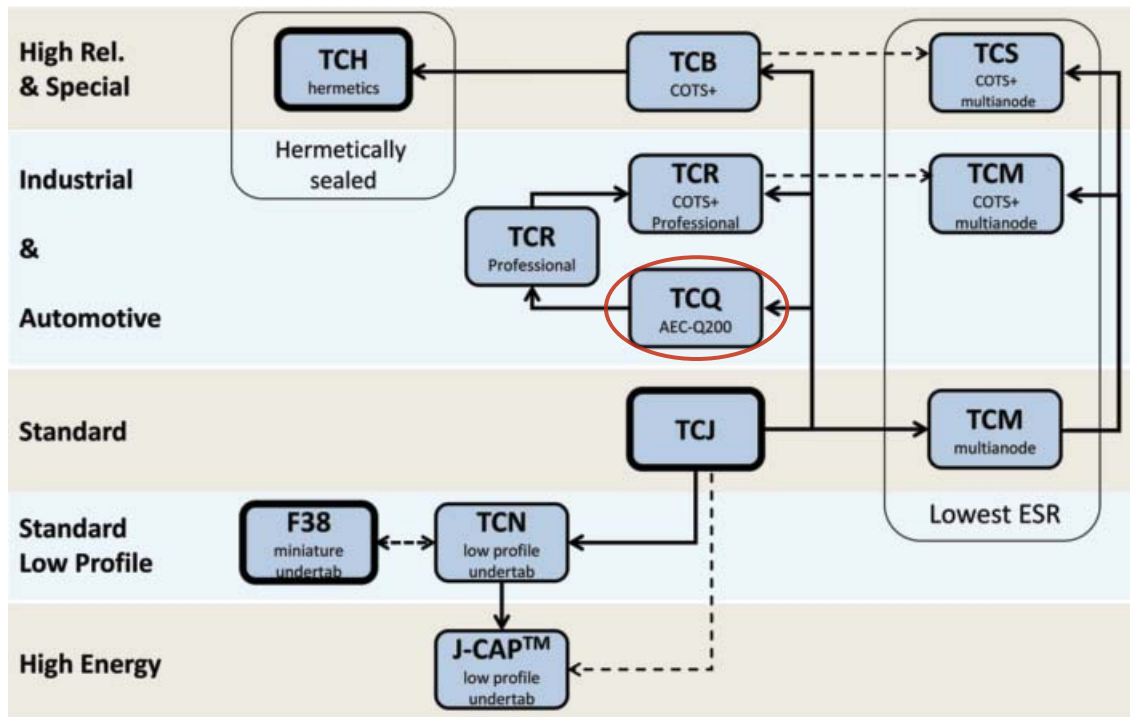 High Rel.
& Special
TCH
hermetics
TCB
COTS+
TCS
COTS+
multianode
Hermetically
sealed
Industrial
&
Automotive
TCR
COTS+
Professional
TCM
COTS+
multianode
TCR
Professional
TCQ
AEC-Q200
Standard
TCJ
TCM
multianode
Lowest ESR
Standard
Low Profile
F38
miniature
undertab
TCN
low profile
undertab
High Energy
J-CAP™
low profile
undertab